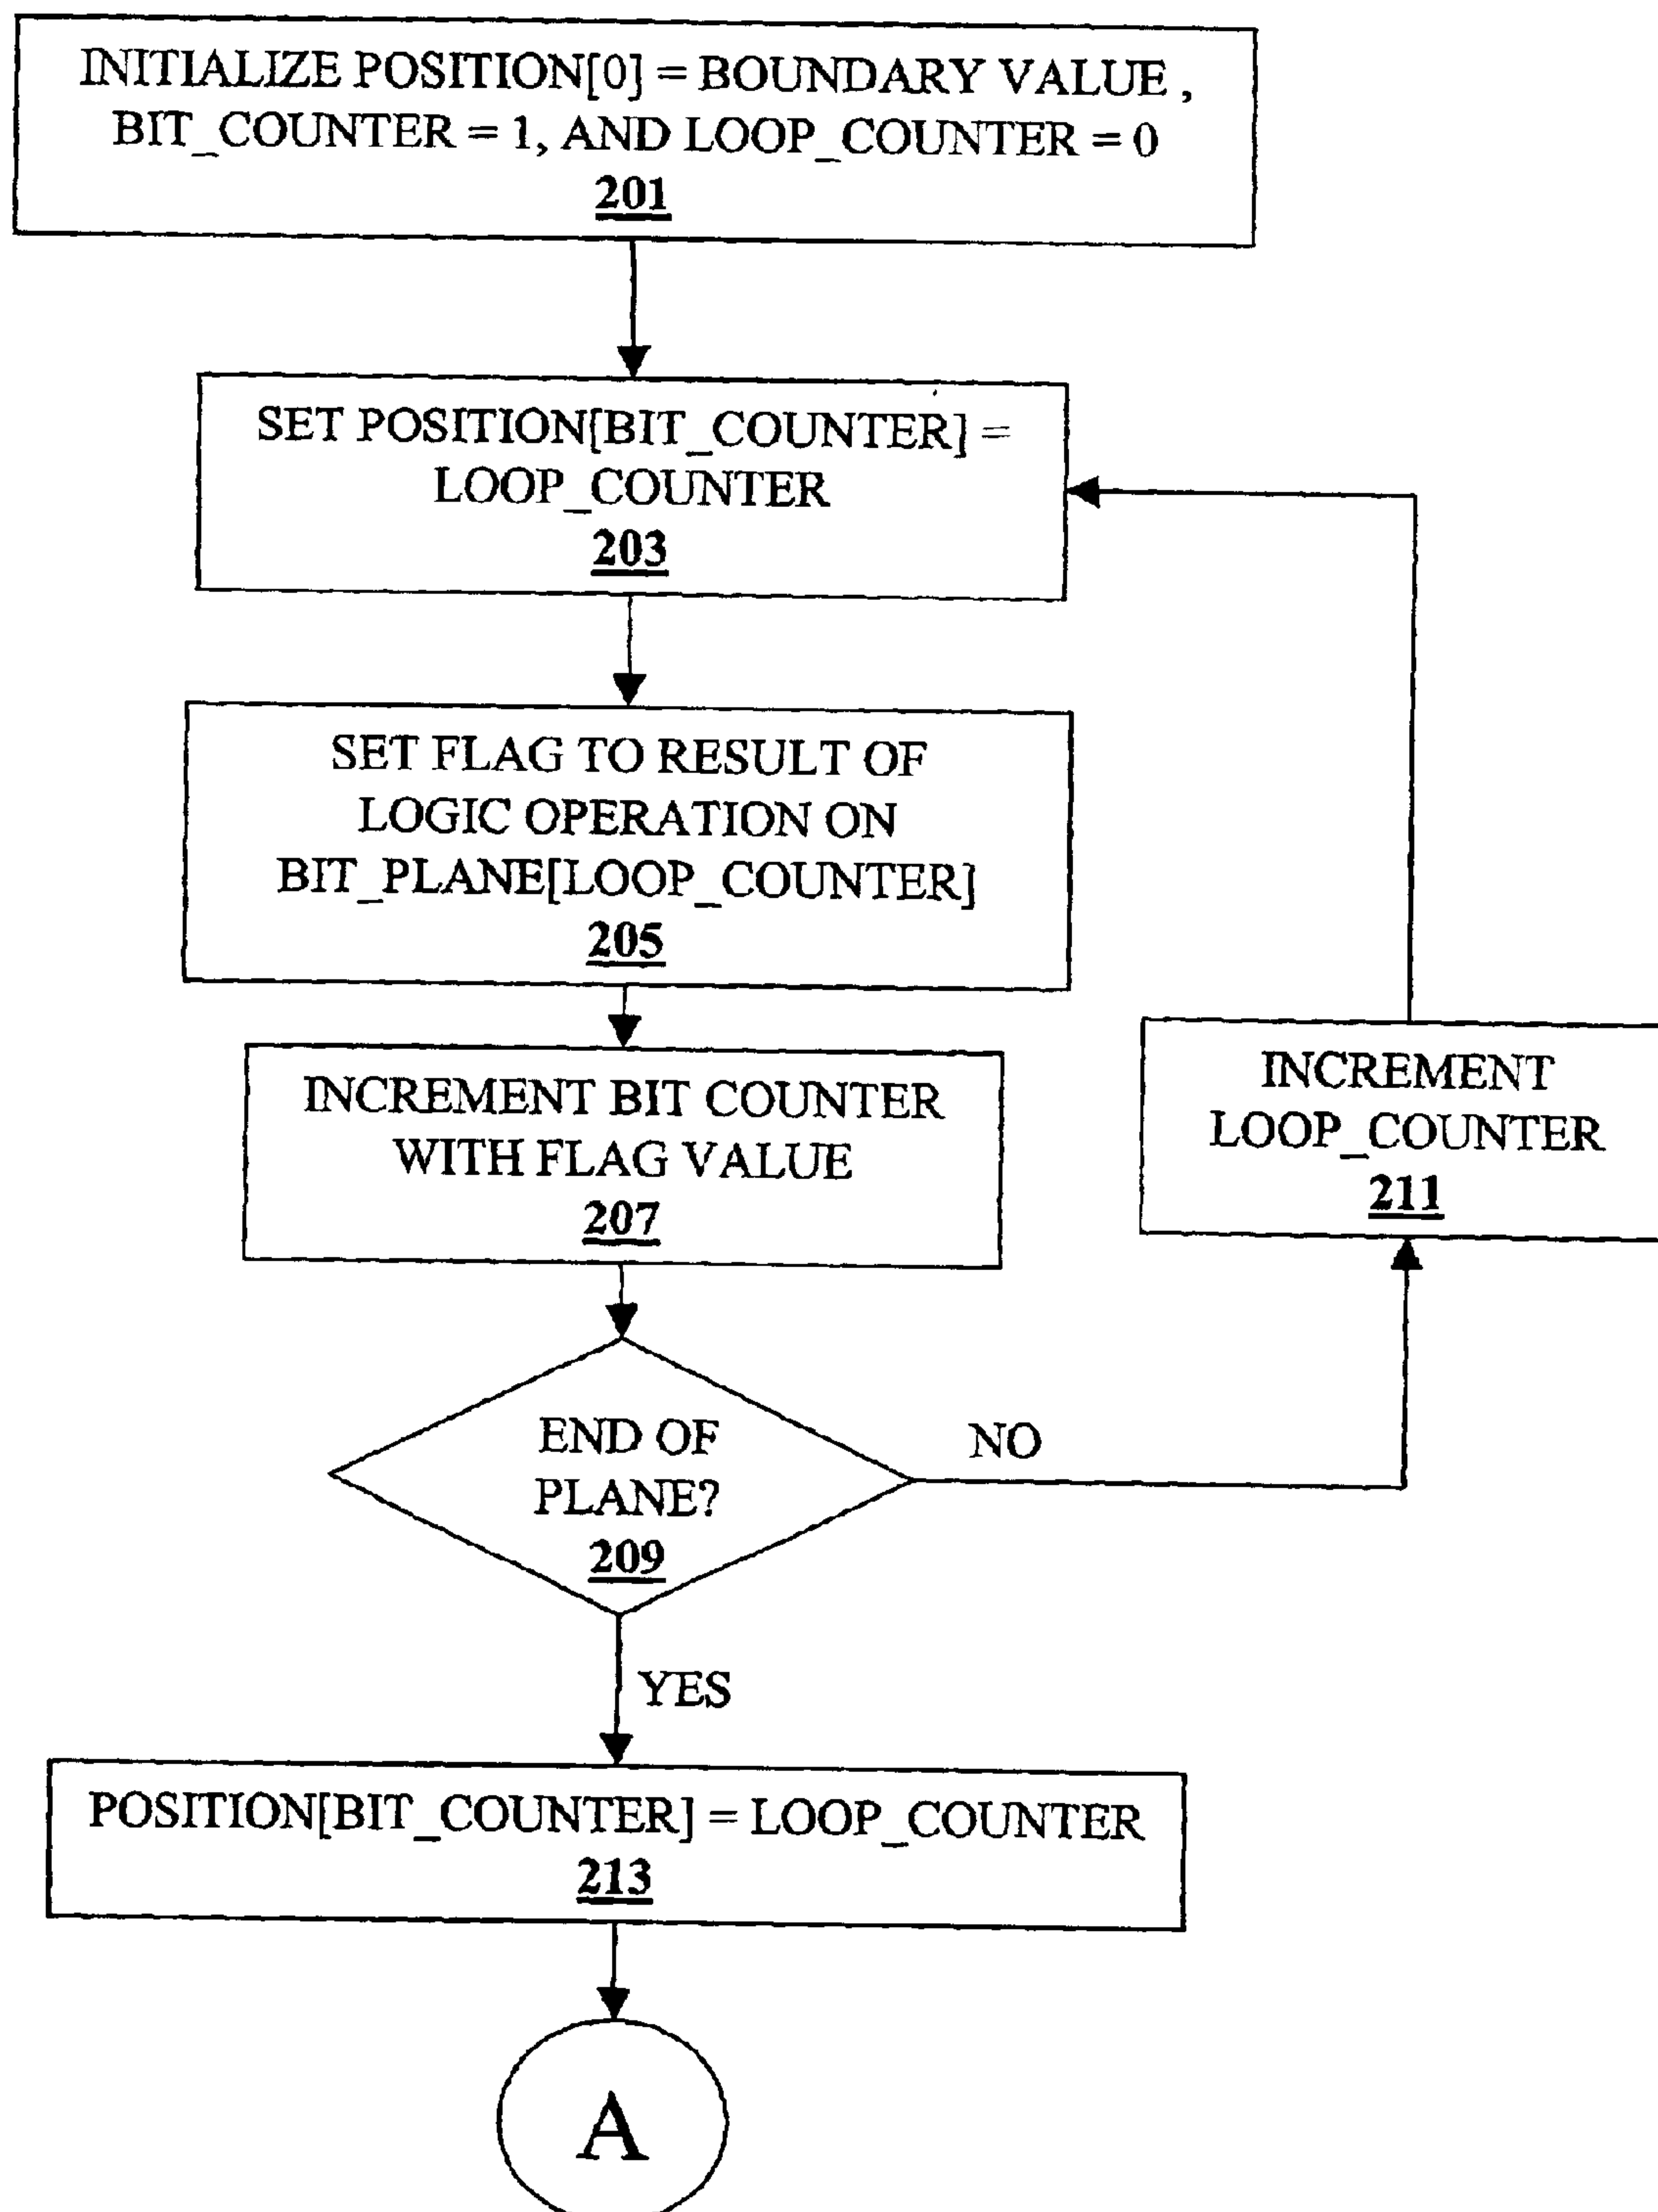 INITIALIZE POSITION[0] = BOUNDARY VALUE ,
BIT_COUNTER = 1, AND LOOP_COUNTER = 0
201
SET POSITION[BIT_COUNTER] =
LOOP_COUNTER
203
SET FLAG TO RESULT OF
LOGIC OPERATION ON
BIT_PLANE[LOOP_COUNTER]
205
INCREMENT BIT COUNTER
WITH FLAG VALUE
207
INCREMENT
LOOP_COUNTER
211
END OF
PLANE?
209
NO
YES
POSITION[BIT_COUNTER] = LOOP_COUNTER
213
A